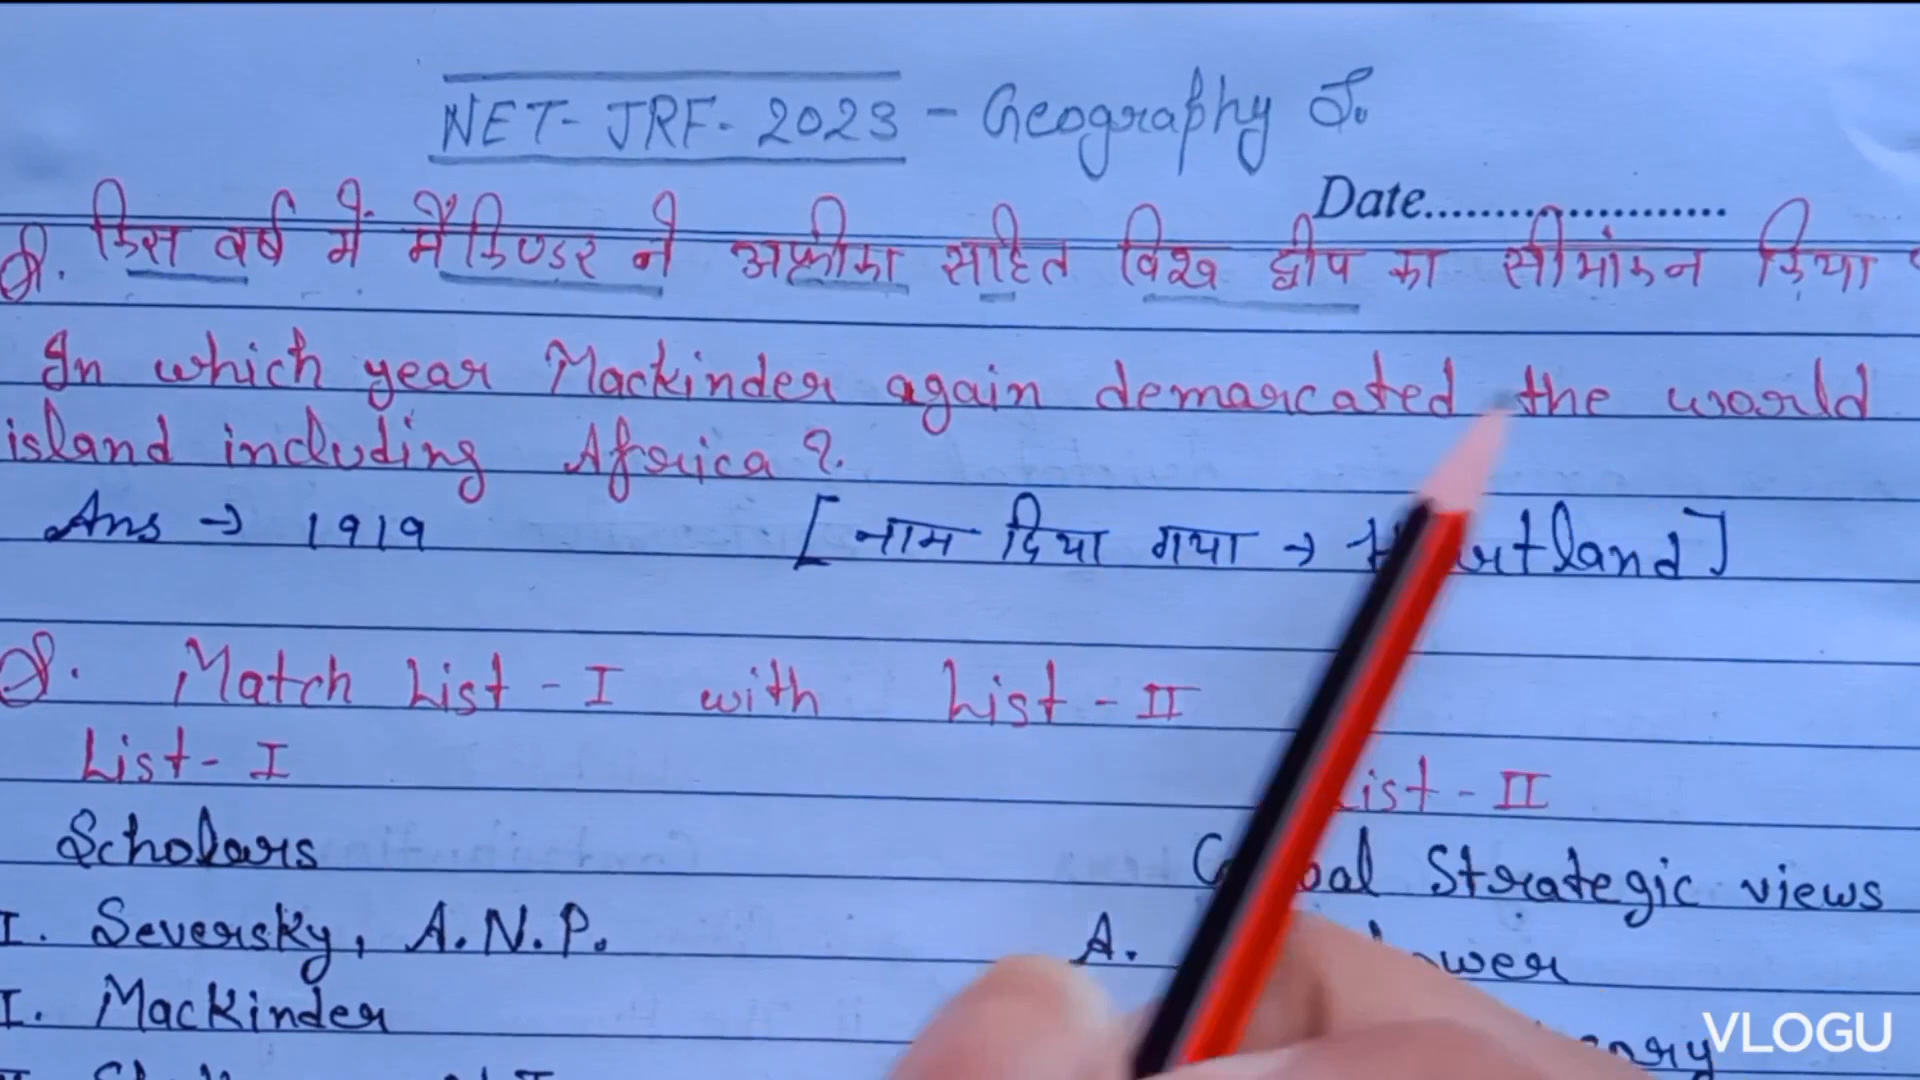 NET- JRF- 2023 - Geography
Date......................
Q. किस वर्ष में मैकिण्डर ने अफ्रीका सहित विश्व द्वीप का सीमांकन किया
In which year Mackinder again demarcated the world
island including Africa?.
Ans → 1919 [नाम दिया गया → Heartland]
Q. Match List - I with List - II
List - I
List - II
Scholars
Strategic views
I. Seversky, A.N.P.
A.
I. Mackinder
VLOGU